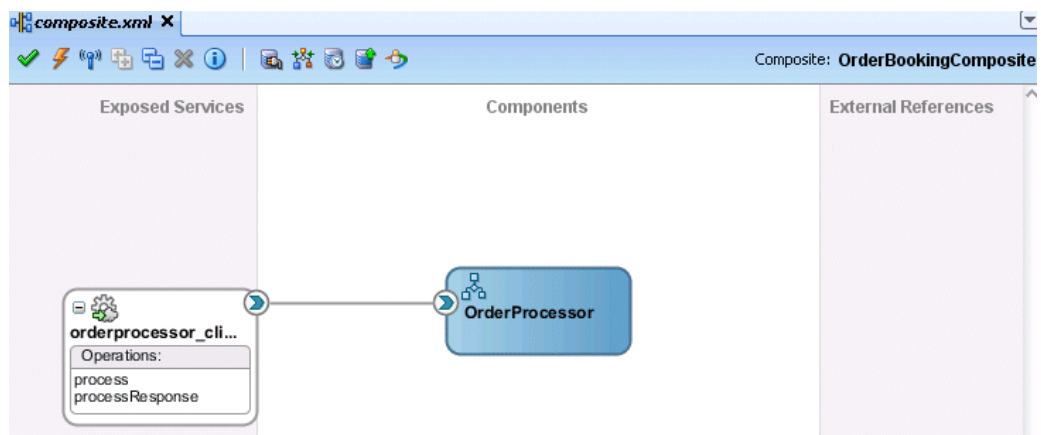 composite.xml
Composite: OrderBookingComposite
Exposed Services
Components
External References
orderprocessor_cli...
Operations:
process
processResponse
OrderProcessor